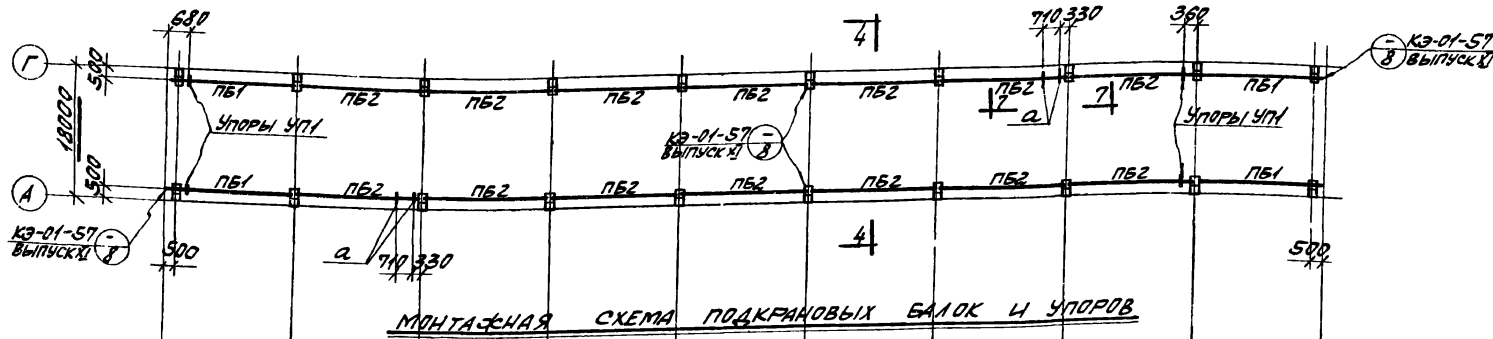 680
4
710 330
360
Г
500
КЭ-01-57
ВЫПУСК XI
-
8
ПБ1 ПБ2 ПБ2 ПБ2 ПБ2 ПБ2 ПБ2 ПБ2 ПБ1
7 7
а
18000
УПОРЫ УП1
КЭ-01-57
ВЫПУСК XI
-
8
УПОРЫ УП1
500
А
ПБ1 ПБ2 ПБ2 ПБ2 ПБ2 ПБ2 ПБ2 ПБ2 ПБ1
КЭ-01-57
ВЫПУСК XI
-
8
500
а
710 330
4
500
МОНТАЖНАЯ СХЕМА ПОДКРАНОВЫХ БАЛОК И УПОРОВ